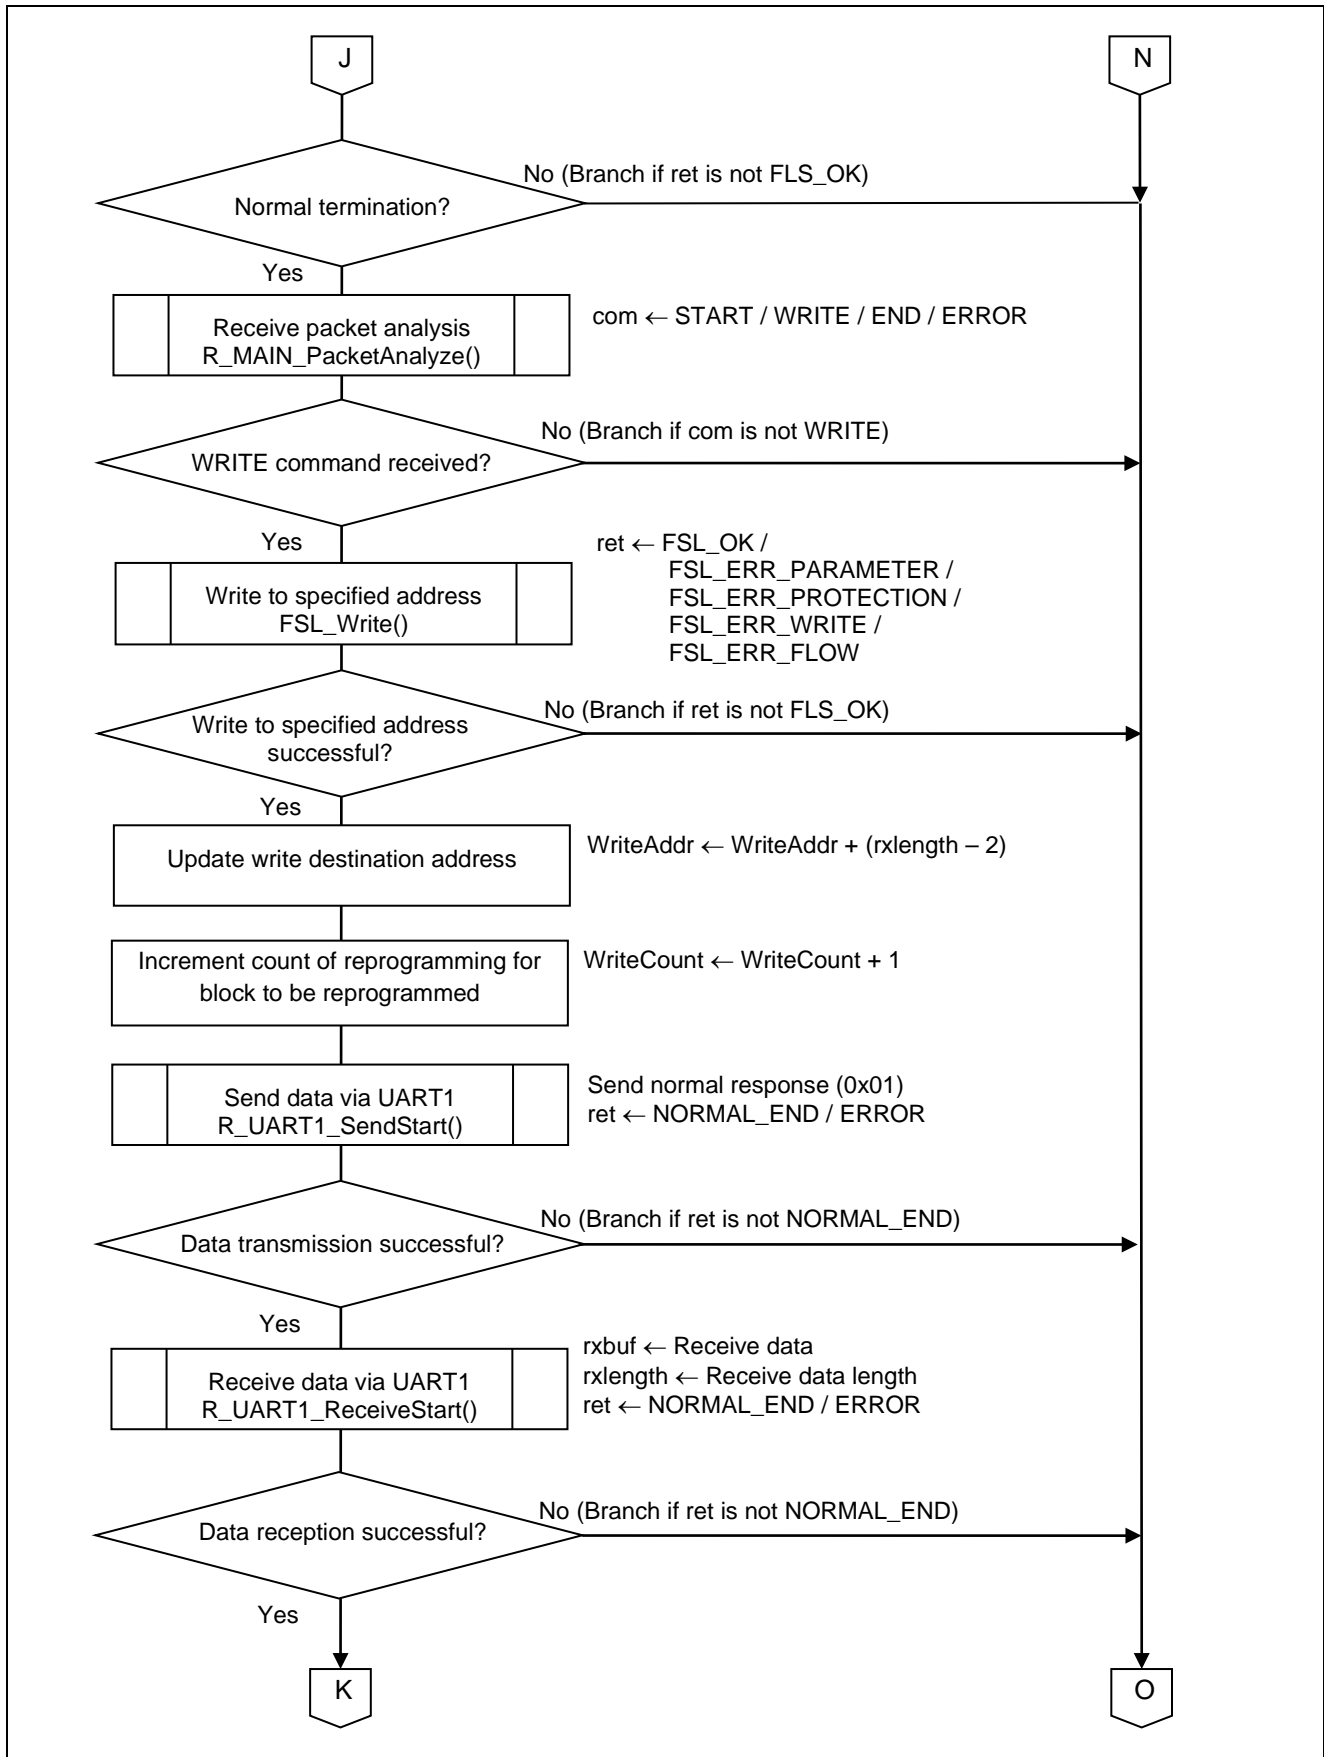 J
N
No (Branch if ret is not FLS_OK)
Normal termination?
Yes
Receive packet analysis
R_MAIN_PacketAnalyze()
com ← START / WRITE / END / ERROR
No (Branch if com is not WRITE)
WRITE command received?
Yes
Write to specified address
FSL_Write()
ret ← FSL_OK /
FSL_ERR_PARAMETER /
FSL_ERR_PROTECTION /
FSL_ERR_WRITE /
FSL_ERR_FLOW
No (Branch if ret is not FLS_OK)
Write to specified address
successful?
Yes
Update write destination address
WriteAddr ← WriteAddr + (rxlength – 2)
Increment count of reprogramming for
block to be reprogrammed
WriteCount ← WriteCount + 1
Send data via UART1
R_UART1_SendStart()
Send normal response (0x01)
ret ← NORMAL_END / ERROR
No (Branch if ret is not NORMAL_END)
Data transmission successful?
Yes
Receive data via UART1
R_UART1_ReceiveStart()
rxbuf ← Receive data
rxlength ← Receive data length
ret ← NORMAL_END / ERROR
No (Branch if ret is not NORMAL_END)
Data reception successful?
Yes
K
O